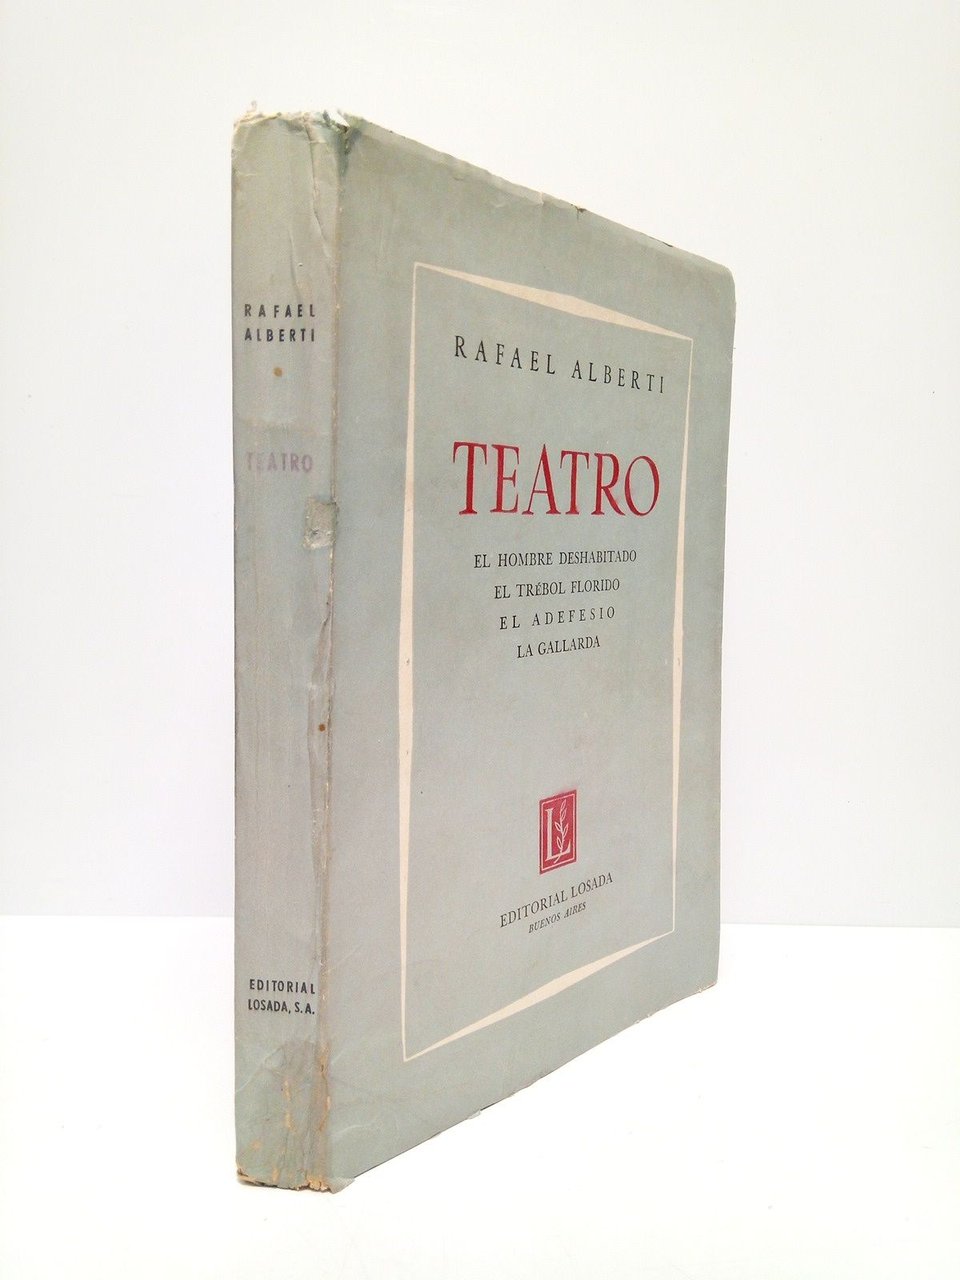 RAFAEL
ALBERTI
TEATRO
EDITORIAL
LOSADA, S.A.
RAFAEL ALBERTI
TEATRO
EL HOMBRE DESHABITADO
EL TRÉBOL FLORIDO
EL ADEFESIO
LA GALLARDA
L
EDITORIAL LOSADA
BUENOS AIRES